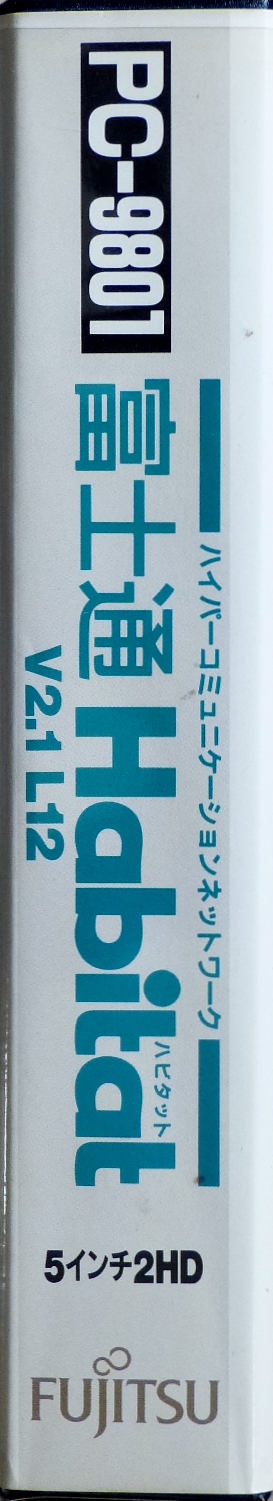 PC-9801
ハイパーコミュニケーションネットワーク
富士通 Habitat
ハビタット
V2.1 L12
5インチ2HD
FUJITSU